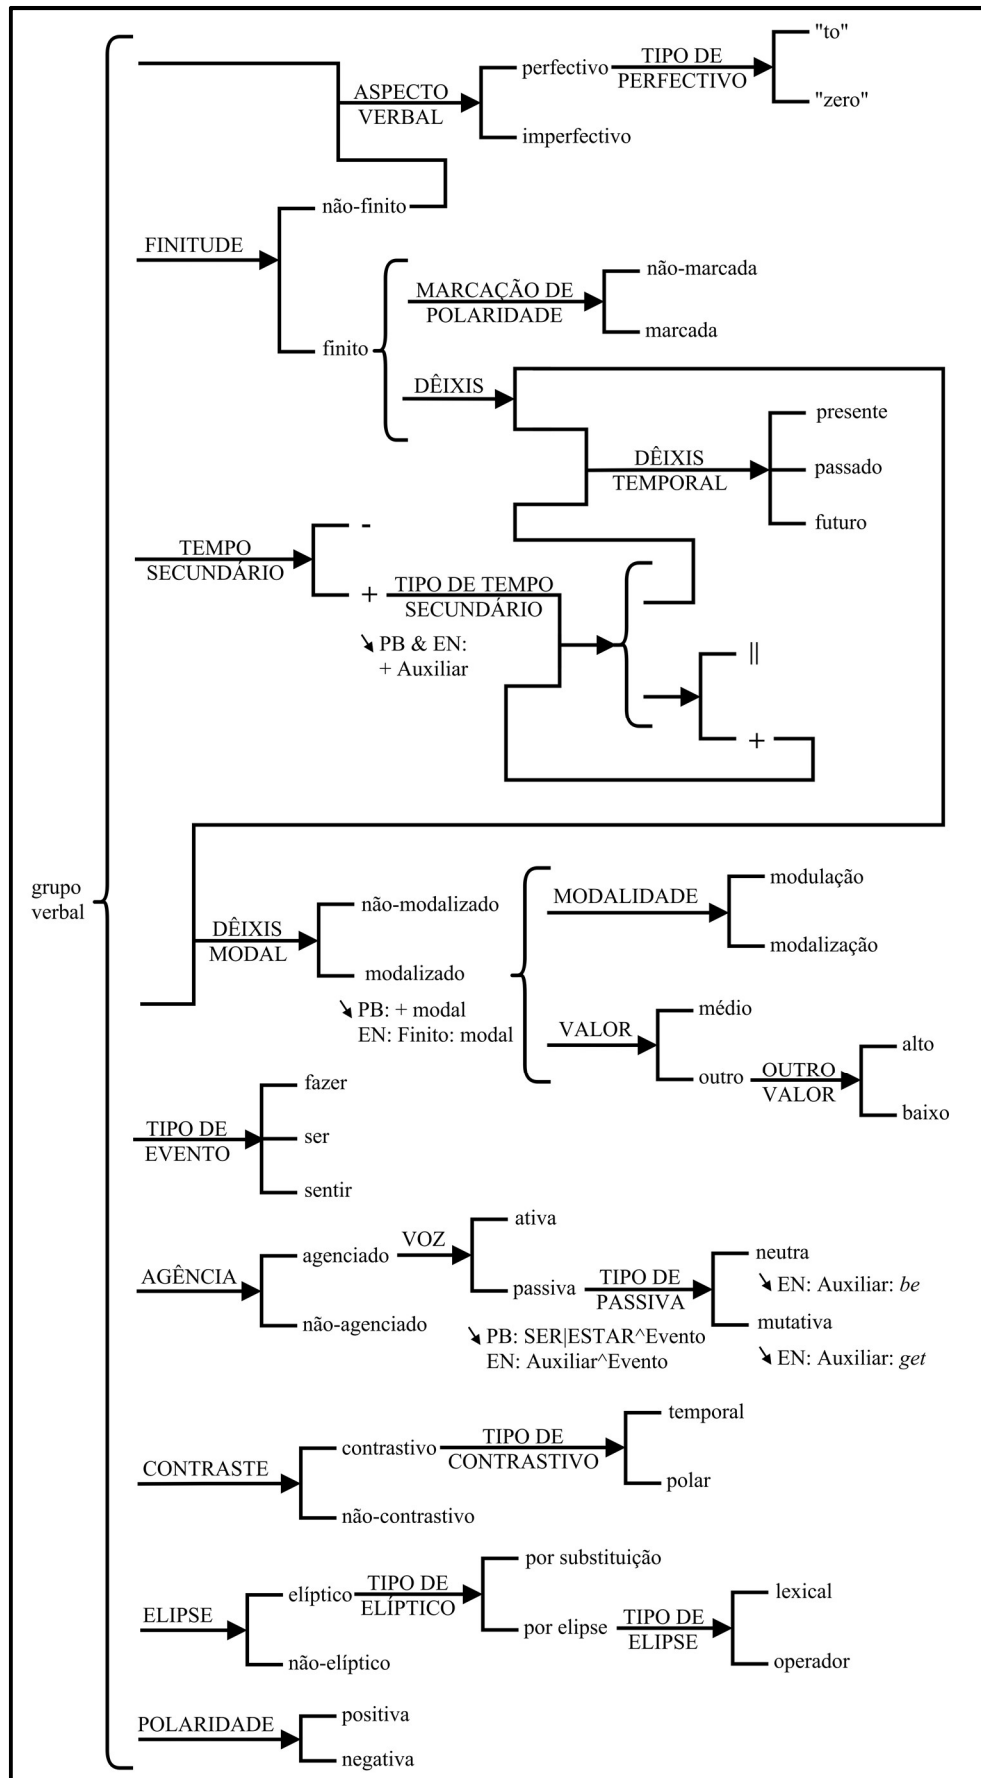 "to"
perfectivo
TIPO DE
PERFECTIVO
ASPECTO
VERBAL
"zero"
imperfectivo
não-finito
FINITUDE
não-marcada
MARCAÇÃO DE
POLARIDADE
marcada
finito
DÊIXIS
presente
DÊIXIS
TEMPORAL
passado
futuro
-
TEMPO
SECUNDÁRIO
+
TIPO DE TEMPO
SECUNDÁRIO
↘ PB & EN:
+ Auxiliar
||
+
grupo
verbal
DÊIXIS
MODAL
não-modalizado
modalizado
↘ PB: + modal
EN: Finito: modal
MODALIDADE
modulação
modalização
VALOR
médio
outro
OUTRO
VALOR
alto
baixo
TIPO DE
EVENTO
fazer
ser
sentir
AGÊNCIA
agenciado
não-agenciado
VOZ
ativa
passiva
↘ PB: SER|ESTAR^Evento
EN: Auxiliar^Evento
TIPO DE
PASSIVA
neutra
↘ EN: Auxiliar: be
mutativa
↘ EN: Auxiliar: get
CONTRASTE
contrastivo
não-contrastivo
TIPO DE
CONTRASTIVO
temporal
polar
ELIPSE
elíptico
não-elíptico
TIPO DE
ELÍPTICO
por substituição
por elipse
TIPO DE
ELIPSE
lexical
operador
POLARIDADE
positiva
negativa